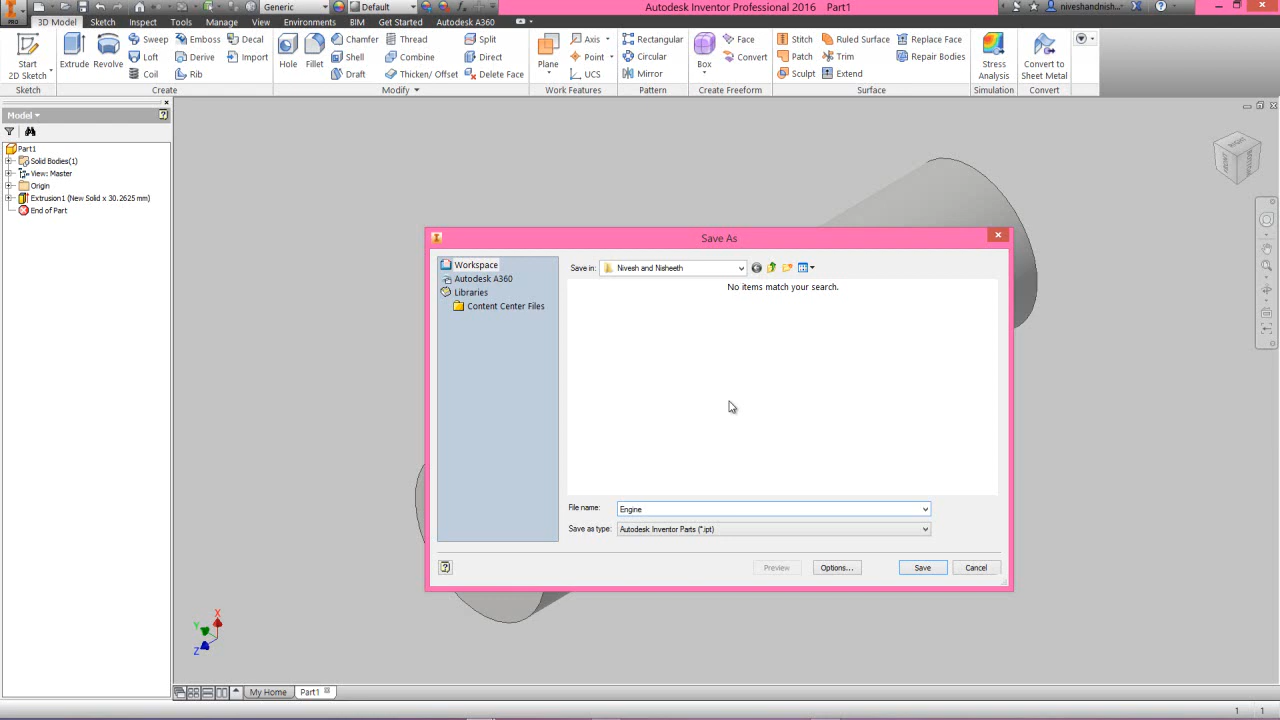 Generic
Default
Autodesk Inventor Professional 2016 Part1
niveshandnish...
PRO
3D Model
Sketch
Inspect
Tools
Manage
View
Environments
BIM
Get Started
Autodesk A360
Start
2D Sketch
Extrude
Revolve
Sweep
Emboss
Decal
Loft
Derive
Import
Coil
Rib
Hole
Fillet
Chamfer
Thread
Split
Shell
Combine
Direct
Draft
Thicken/ Offset
Delete Face
Plane
Axis
Point
UCS
Rectangular
Circular
Mirror
Box
Face
Convert
Stitch
Ruled Surface
Replace Face
Patch
Trim
Repair Bodies
Sculpt
Extend
Stress
Analysis
Convert to
Sheet Metal
Sketch
Create
Modify
Work Features
Pattern
Create Freeform
Surface
Simulation
Convert
Model
Part1
Solid Bodies(1)
View: Master
Origin
Extrusion1 (New Solid x 30.2625 mm)
End of Part
RIGHT
Save As
Workspace
Autodesk A360
Libraries
Content Center Files
Save in:
Nivesh and Nisheeth
No items match your search.
File name:
Engine
Save as type:
Autodesk Inventor Parts (*.ipt)
Preview
Options...
Save
Cancel
X
Y
Z
My Home
Part1
1
1